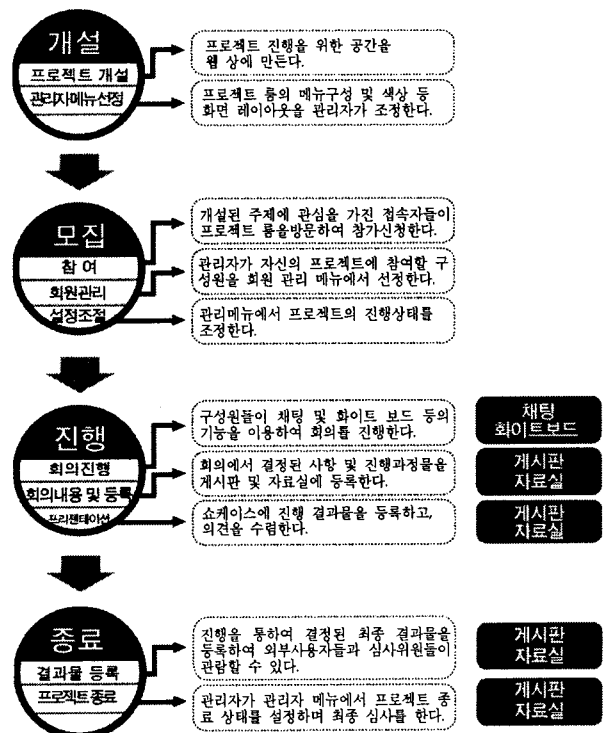 개설
프로젝트 개설
관리자메뉴선정
프로젝트 진행을 위한 공간을
웹 상에 만든다.
프로젝트 룸의 메뉴구성 및 색상 등
화면 레이아웃을 관리자가 조정한다.
모집
참 여
회원관리
설정조절
개설된 주제에 관심을 가진 접속자들이
프로젝트 룸을방문하여 참가신청한다.
관리자가 자신의 프로젝트에 참여할 구
성원을 회원 관리 메뉴에서 선정한다.
관리메뉴에서 프로젝트의 진행상태를
조정한다.
진행
회의진행
회의내용 및 등록
프리젠테이션
구성원들이 채팅 및 화이트 보드 등의
기능을 이용하여 회의를 진행한다.
채팅
화이트보드
회의에서 결정된 사항 및 진행과정물을
게시판 및 자료실에 등록한다.
게시판
자료실
쇼케이스에 진행 결과물을 등록하고,
의견을 수렴한다.
게시판
자료실
종료
결과물 등록
프로젝트종료
진행을 통하여 결정된 최종 결과물을
등록하여 외부사용자들과 심사위원들이
관람할 수 있다.
게시판
자료실
관리자가 관리자 메뉴에서 프로젝트 종
료 상태를 설정하며 최종 심사를 한다.
게시판
자료실